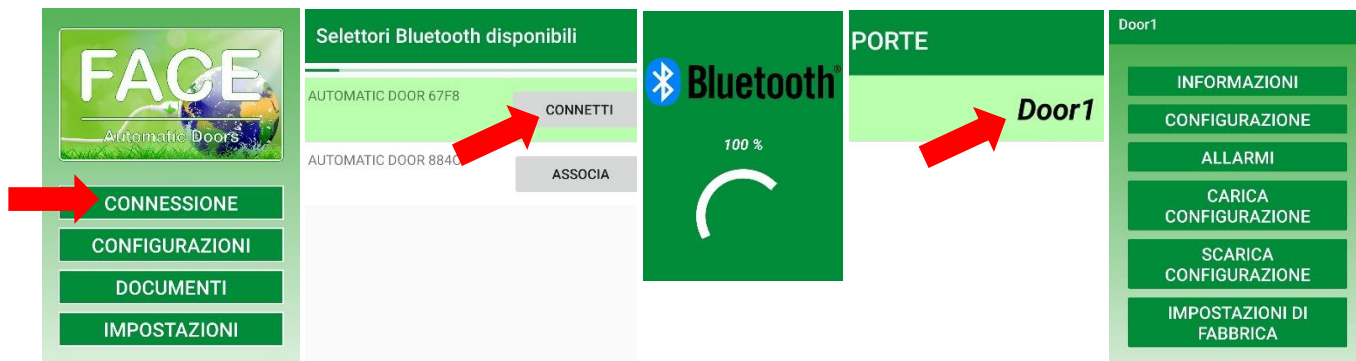 FACE
Automatic Doors
CONNESSIONE
CONFIGURAZIONI
DOCUMENTI
IMPOSTAZIONI
Selettori Bluetooth disponibili
AUTOMATIC DOOR 67F8
CONNETTI
AUTOMATIC DOOR
ASSOCIA
Bluetooth®
100 %
PORTE
Door1
Door1
INFORMAZIONI
CONFIGURAZIONE
ALLARMI
CARICA
CONFIGURAZIONE
SCARICA
CONFIGURAZIONE
IMPOSTAZIONI DI
FABBRICA